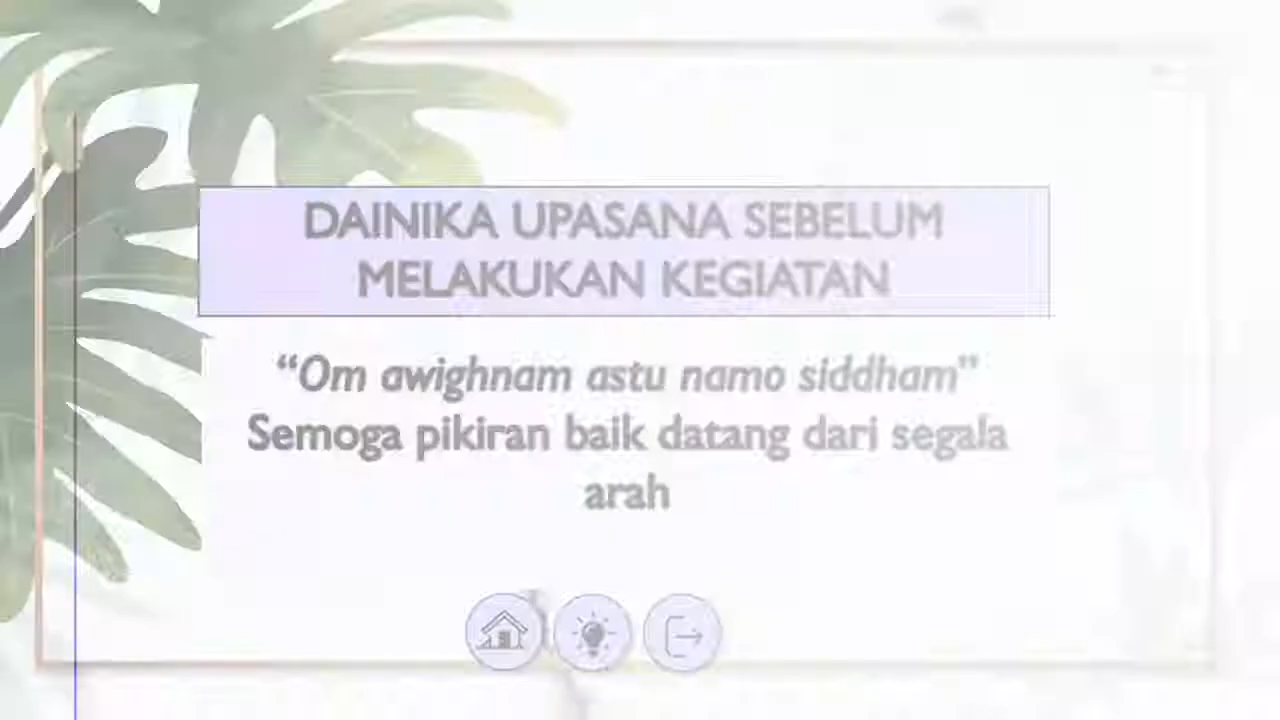 DAINIKA UPASANA SEBELUM
MELAKUKAN KEGIATAN
“Om awighnam astu namo siddham”
Semoga pikiran baik datang dari segala
arah